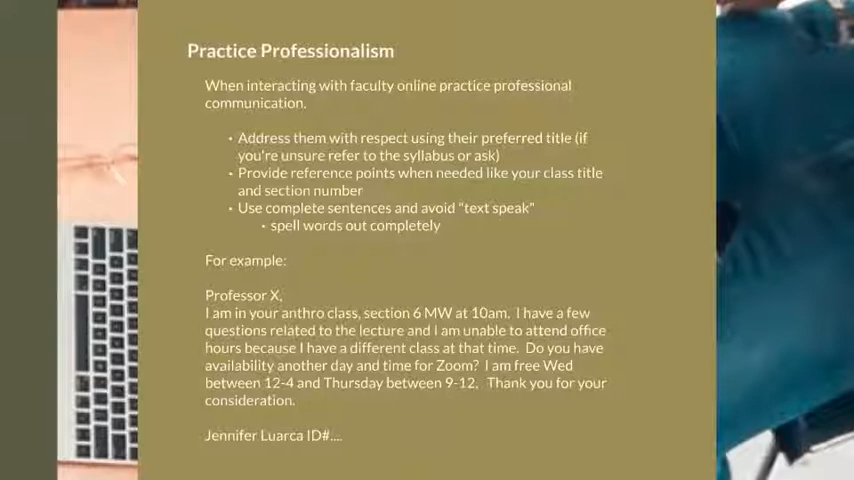 Practice Professionalism
When interacting with faculty online practice professional
communication.
• Address them with respect using their preferred title (if
you're unsure refer to the syllabus or ask)
• Provide reference points when needed like your class title
and section number
• Use complete sentences and avoid "text speak"
• spell words out completely
For example:
Professor X,
I am in your anthro class, section 6 MW at 10am.  I have a few
questions related to the lecture and I am unable to attend office
hours because I have a different class at that time.  Do you have
availability another day and time for Zoom?  I am free Wed
between 12-4 and Thursday between 9-12,  Thank you for your
consideration.
Jennifer Luarca ID#....